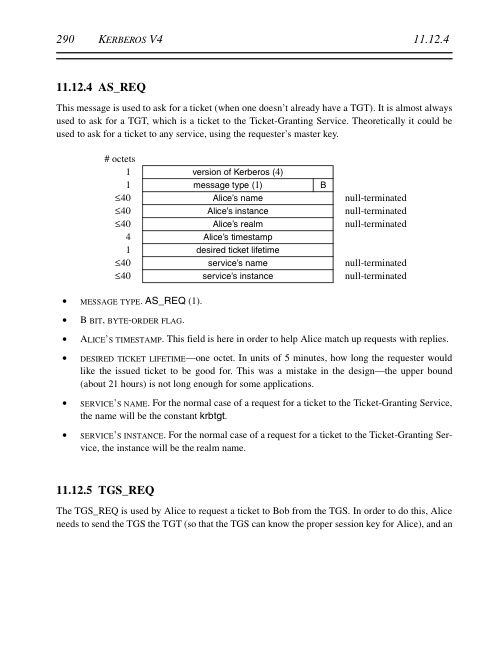 290 KERBEROS V4 11.12.4
11.12.4 AS_REQ
This message is used to ask for a ticket (when one doesn't already have a TGT). It is almost always
used to ask for a TGT, which is a ticket to the Ticket-Granting Service. Theoretically it could be
used to ask for a ticket to any service, using the requester's master key.
# octets
1 version of Kerberos (4)
1 message type (1) B
≤40 Alice's name null-terminated
≤40 Alice's instance null-terminated
≤40 Alice's realm null-terminated
4 Alice's timestamp
1 desired ticket lifetime
≤40 service's name null-terminated
≤40 service's instance null-terminated
• MESSAGE TYPE. AS_REQ (1).
• B BIT, BYTE-ORDER FLAG.
• ALICE'S TIMESTAMP. This field is here in order to help Alice match up requests with replies.
• DESIRED TICKET LIFETIME—one octet. In units of 5 minutes, how long the requester would
like the issued ticket to be good for. This was a mistake in the design—the upper bound
(about 21 hours) is not long enough for some applications.
• SERVICE'S NAME. For the normal case of a request for a ticket to the Ticket-Granting Service,
the name will be the constant krbtgt.
• SERVICE'S INSTANCE. For the normal case of a request for a ticket to the Ticket-Granting Ser-
vice, the instance will be the realm name.
11.12.5 TGS_REQ
The TGS_REQ is used by Alice to request a ticket to Bob from the TGS. In order to do this, Alice
needs to send the TGS the TGT (so that the TGS can know the proper session key for Alice), and an